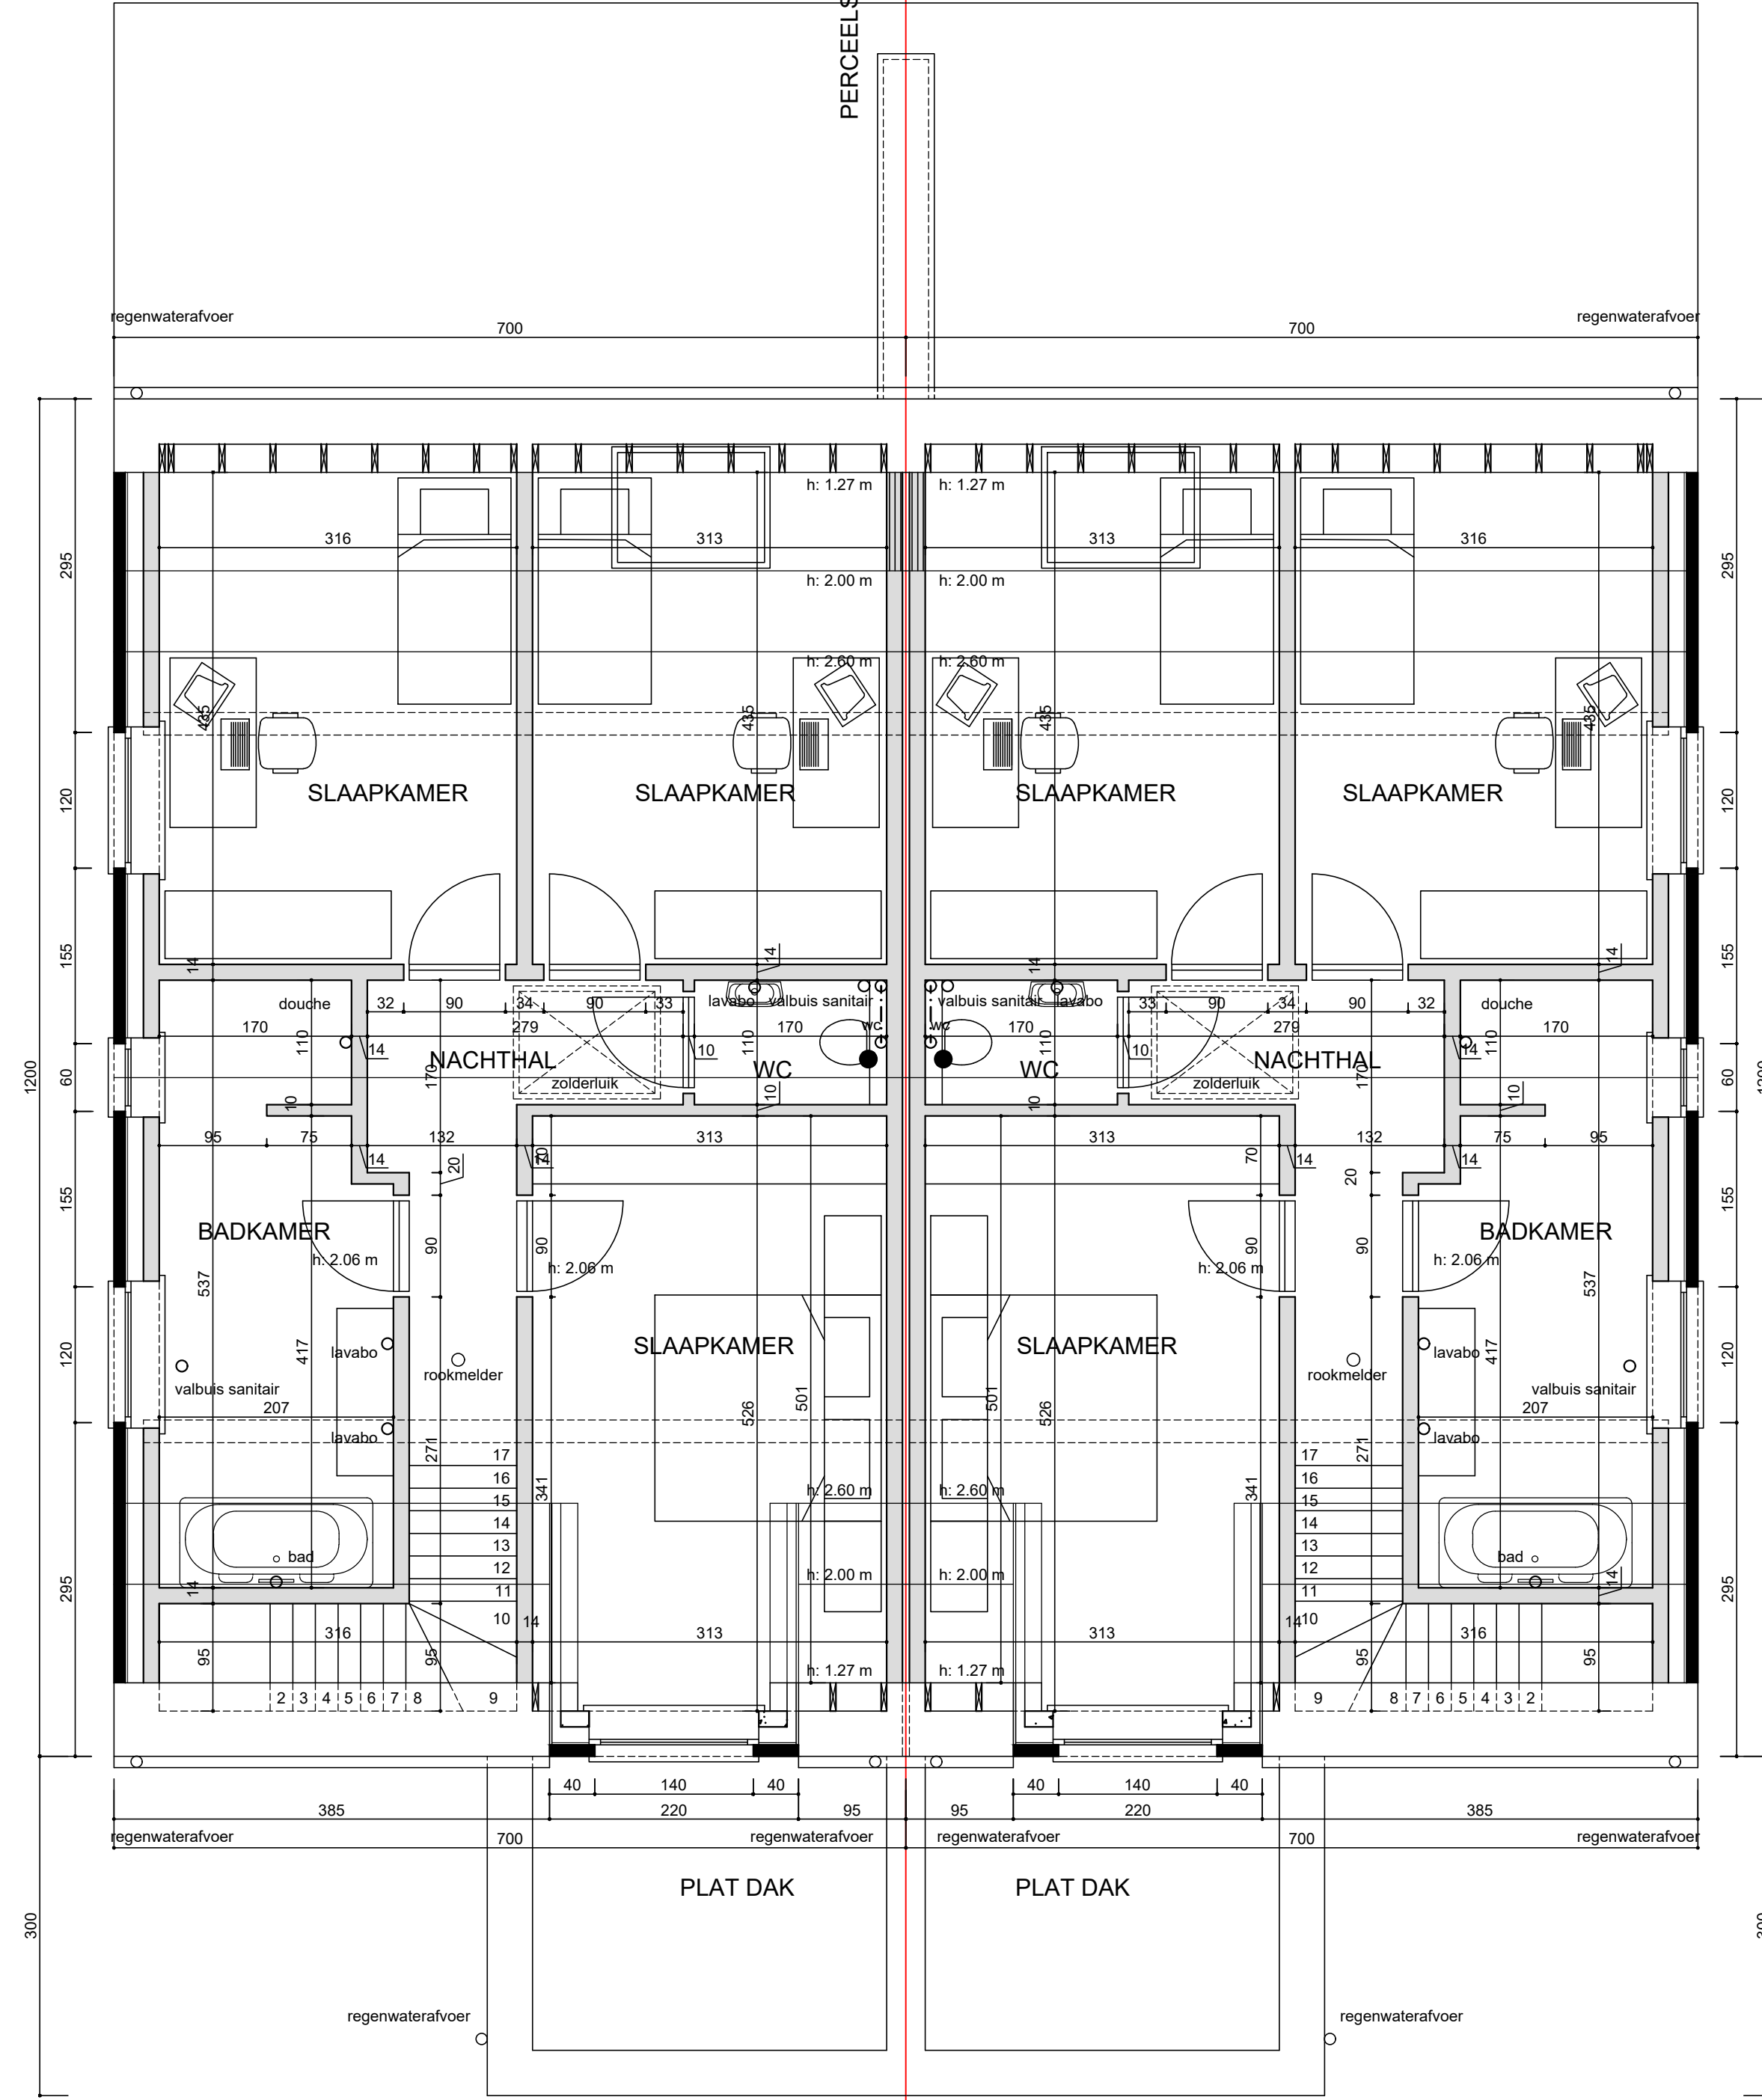 PERCEELS
regenwaterafvoer regenwaterafvoer
700 700
h: 1.27 m h: 1.27 m
316 313 313 316
295 295
h: 2.00 m h: 2.00 m
h: 2.60 m h: 2.60 m
435 435 435 435
120 SLAAPKAMER SLAAPKAMER SLAAPKAMER SLAAPKAMER 120
155 14 14 14 14 155
douche 32 90 34 90 33 lavabo valbuis sanitair valbuis sanitair lavabo 33 90 34 90 32 douche
170 279 170 wc wc 170 279 170
110 14 10 110 110 10 14 110
1200 60 NACHTHAL 170 WC WC NACHTHAL 170 60 1200
zolderluik zolderluik
10 10 10 10
95 75 132 313 313 132 75 95
14 20 14 70 70 14 20 14
155 155
BADKAMER BADKAMER
90 90 90 90
h: 2.06 m h: 2.06 m h: 2.06 m h: 2.06 m
537 537
120 417 lavabo SLAAPKAMER SLAAPKAMER lavabo 417 120
valbuis sanitair rookmelder rookmelder valbuis sanitair
207 526 501 501 526 207
lavabo 271 271 lavabo
17 17
16 16
341 h: 2.60 m h: 2.60 m 341
15 15
14 14
13 13
bad bad
12 h: 2.00 m h: 2.00 m 12
295 14 11 11 14 295
10 14 14 10
316 313 313 316
95 95 h: 1.27 m h: 1.27 m 95 95
2 3 4 5 6 7 8 9 9 8 7 6 5 4 3 2
40 140 40 40 140 40
385 220 95 95 220 385
regenwaterafvoer 700 regenwaterafvoer regenwaterafvoer 700 regenwaterafvoer
PLAT DAK PLAT DAK
300 300
regenwaterafvoer regenwaterafvoer